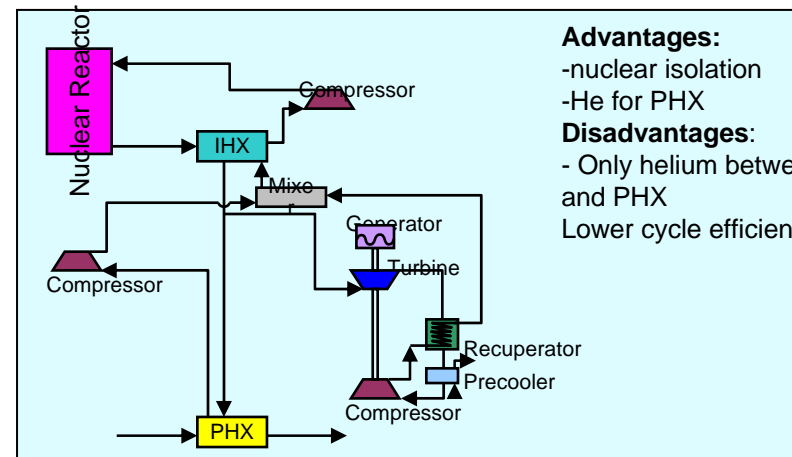 Nuclear Reactor
Compressor
IHX
Mixer
Generator
Turbine
Compressor
Recuperator
Precooler
Compressor
PHX
Advantages:
-nuclear isolation
-He for PHX
Disadvantages:
- Only helium betwe
and PHX
Lower cycle efficien